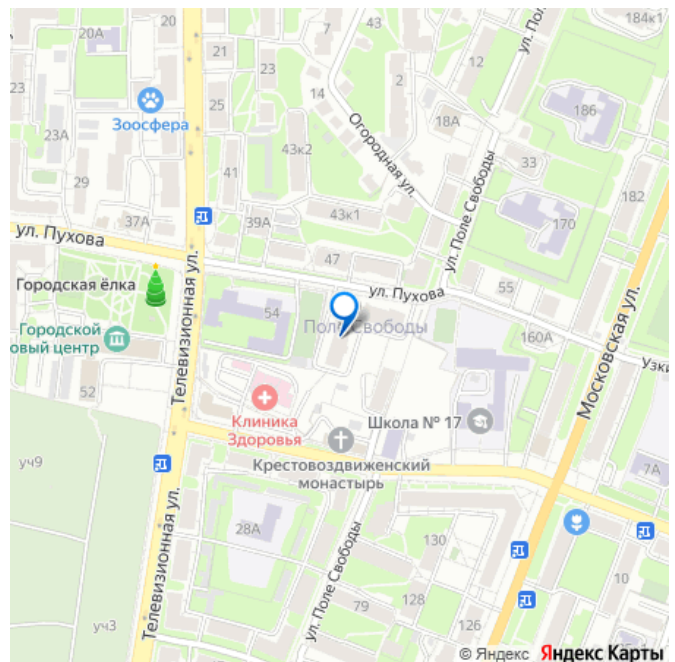 20А
184к1
ул. Поле
21
7
43
25
23
2
186
Зоосфера
23А
14
18А
Огородная ул.
29
41
43к2
33
182
37А
39А
43к1
170
ул. Поле Свободы
ул. Пухова
47
Телевизионная ул.
Городская ёлка
ул. Пухова
55
54
Поле Свободы
160А
Городской
овый центр
Узки
Московская ул.
52
Клиника
Здоровья
Школа № 17
Крестовоздвиженский
монастырь
7А
уч9
28А
130
ул. Поле Свободы
Телевизионная ул.
10
79
128
уч3
126
© Яндекс Яндекс Карты